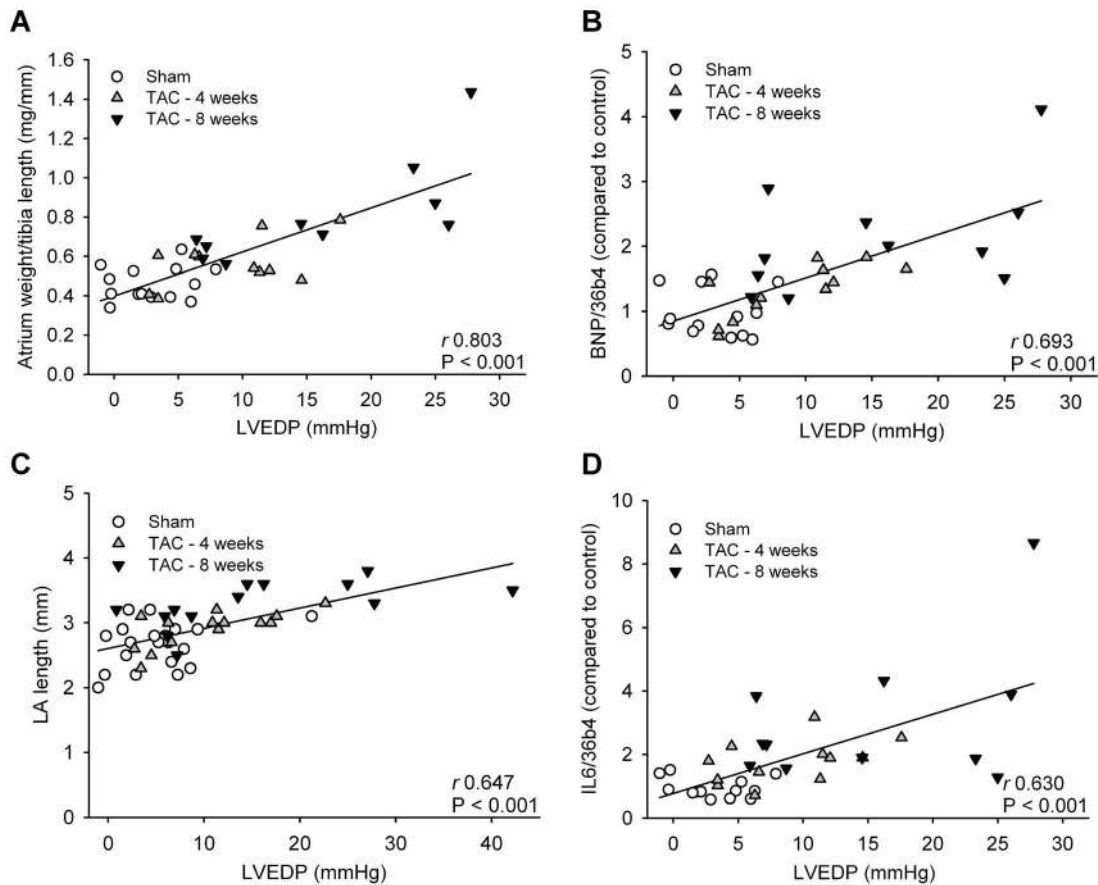 A
Atrium weight/tibia length (mg/mm)
1.6
1.4
1.2
1.0
0.8
0.6
0.4
0.2
0.0
Sham
TAC - 4 weeks
TAC - 8 weeks
r 0.803
P < 0.001
0 5 10 15 20 25 30
LVEDP (mmHg)
B
BNP/36b4 (compared to control)
5
4
3
2
1
0
Sham
TAC - 4 weeks
TAC - 8 weeks
r 0.693
P < 0.001
0 5 10 15 20 25 30
LVEDP (mmHg)
C
LA length (mm)
5
4
3
2
1
0
Sham
TAC - 4 weeks
TAC - 8 weeks
r 0.647
P < 0.001
0 10 20 30 40
LVEDP (mmHg)
D
IL6/36b4 (compared to control)
10
8
6
4
2
0
Sham
TAC - 4 weeks
TAC - 8 weeks
r 0.630
P < 0.001
0 5 10 15 20 25 30
LVEDP (mmHg)